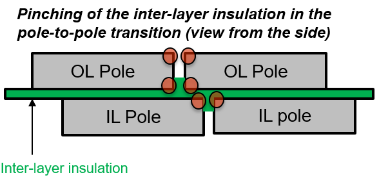 Pinching of the inter-layer insulation in the
pole-to-pole transition (view from the side)
OL Pole
OL Pole
IL Pole
IL pole
Inter-layer insulation